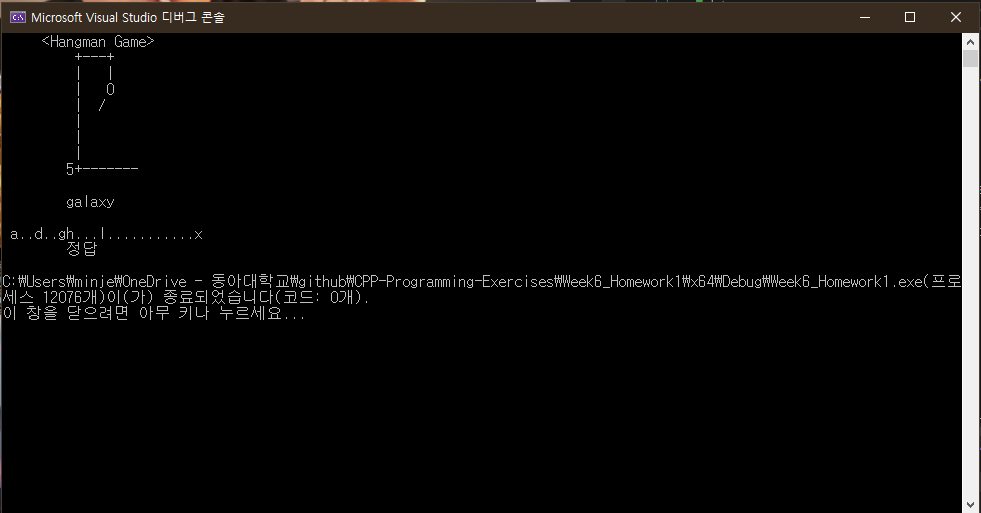 Microsoft Visual Studio 디버그 콘솔
<Hangman Game>
+---+
|   |
|   O
|  /
|
|
|
5+-------
galaxy
a..d..gh...l...........x
정답
C:\Users\minje\OneDrive - 동아대학교\github\CPP-Programming-Exercises\Week6_Homework1\x64\Debug\Week6_Homework1.exe(프로
세스 12076개)이(가) 종료되었습니다(코드: 0개).
이 창을 닫으려면 아무 키나 누르세요...